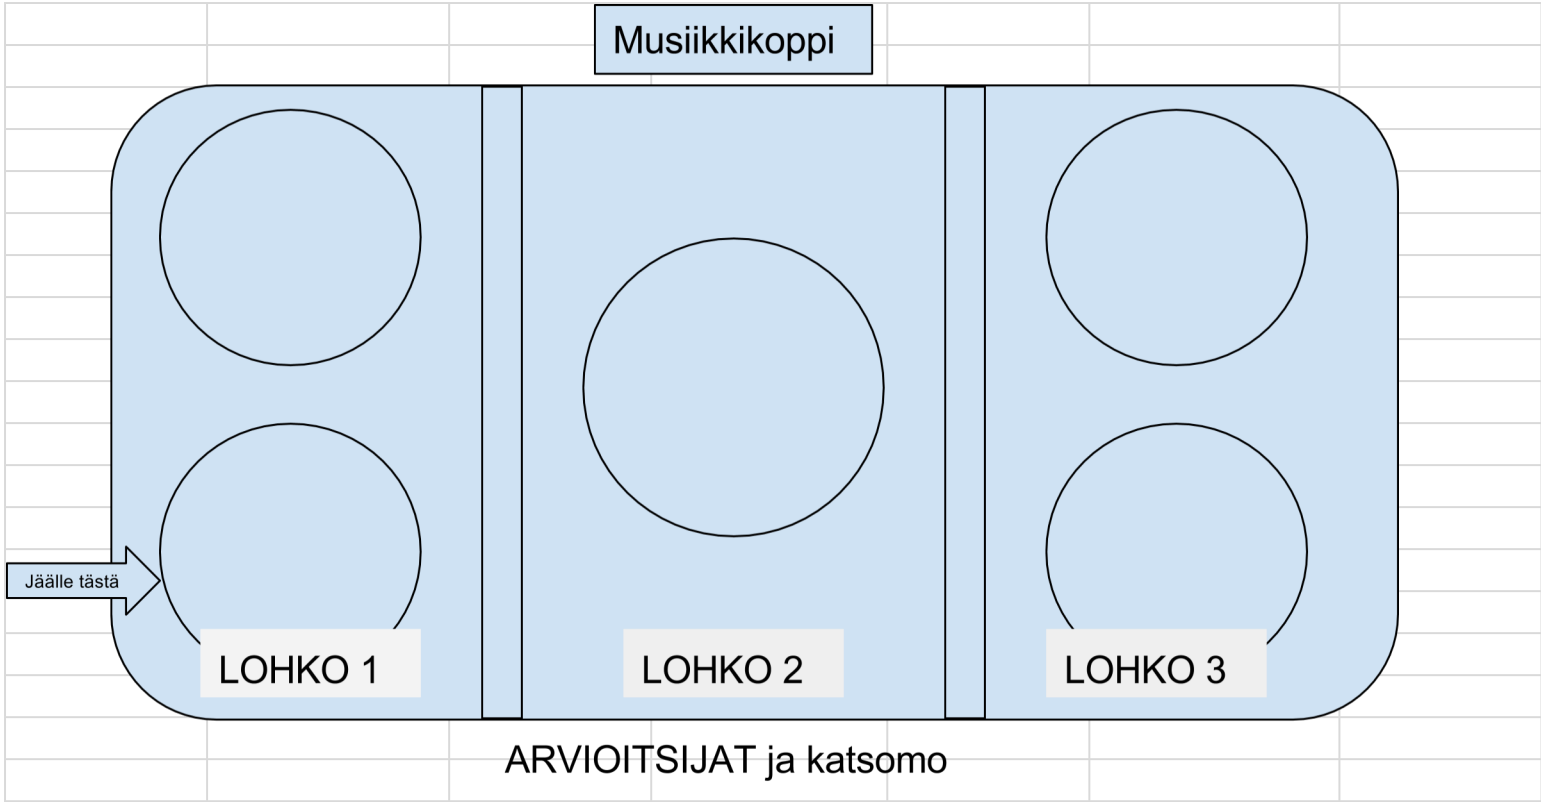 Musiikkikoppi
Jäälle tästä
LOHKO 1
LOHKO 2
LOHKO 3
ARVIOITSIJAT ja katsomo